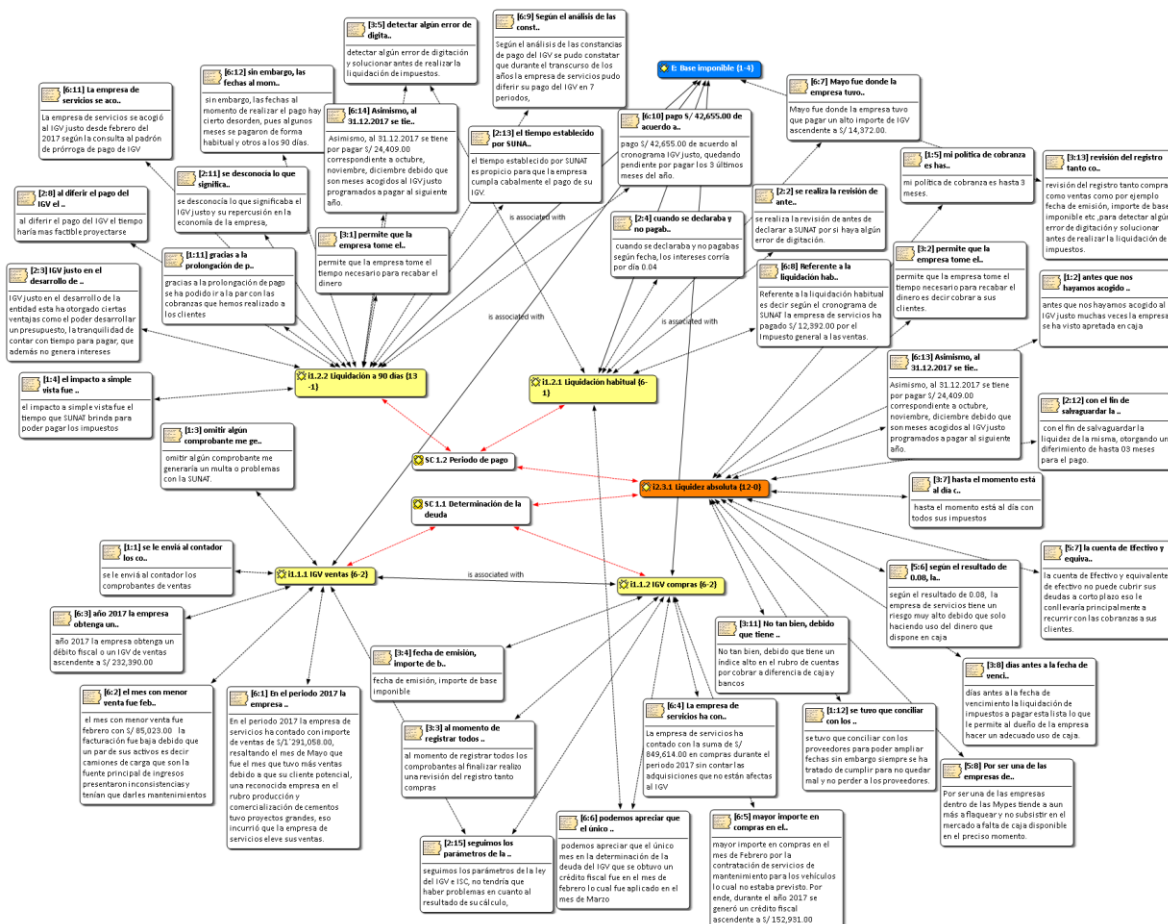 [3:5] detectar algún error de
digita..
detectar algún error de digitación
y solucionar antes de realizar la
liquidación de impuestos.
[6:9] Según el análisis de las
const..
Según el análisis de las constancias
de pago del IGV se pudo constatar
que durante el transcurso de los
años la empresa de servicios pudo
diferir su pago del IGV en 7
periodos,
E: Base imponible {1-4}
[6:12] sin embargo, las
fechas al mom..
sin embargo, las fechas al
momento de realizar el pago hay
cierto desorden, pues algunos
meses se pagaron de forma
habitual y otros a los 90 días.
[6:11] La empresa de
servicios se aco..
La empresa de servicios se acogió
al IGV justo desde febrero del
2017 según la consulta al padrón
de prórroga de pago de IGV
[6:14] Asimismo, al
31.12.2017 se tie..
Asimismo, al 31.12.2017 se tiene
por pagar S/ 24,409.00
correspondiente a octubre,
noviembre, diciembre debido que
son meses acogidos al IGV justo
programados a pagar al siguiente
año.
[2:13] el tiempo establecido
por SUNA..
el tiempo establecido por SUNAT
es propicio para que la empresa
cumpla cabalmente el pago de su
IGV.
[6:10] pago S/ 42,655.00 de
acuerdo a..
pago S/ 42,655.00 de acuerdo al
cronograma IGV justo, quedando
pendiente por pagar los 3 últimos
meses del año.
[6:7] Mayo fue donde la
empresa tuvo..
Mayo fue donde la empresa tuvo
que pagar un alto importe de IGV
ascendente a S/ 14,372.00.
[1:5] mi política de cobranza
es has..
mi política de cobranza es hasta 3
meses.
[3:13] revisión del registro
tanto co..
revisión del registro tanto compras
como ventas como por ejemplo
fecha de emisión, importe de base
imponible etc ,para detectar algún
error de digitación y solucionar
antes de realizar la liquidación de
impuestos.
[2:11] se desconocía lo que
significa..
se desconocía lo que significaba el
IGV justo y su repercusión en la
economía de la empresa,
[2:8] al diferir el pago del
IGV el ..
al diferir el pago del IGV el tiempo
haría mas factible proyectarse
[3:1] permite que la
empresa tome el..
permite que la empresa tome el
tiempo necesario para recabar el
dinero
is associated with
[2:2] se realiza la revisión de
ante..
se realiza la revisión de antes de
declarar a SUNAT por si haya algún
error de digitación.
[2:4] cuando se declaraba y
no pagab..
cuando se declaraba y no pagabas
según fecha, los intereses corría
por día 0.04
[3:2] permite que la
empresa tome el..
permite que la empresa tome el
tiempo necesario para recabar el
dinero es decir cobrar a sus
clientes.
[1:11] gracias a la
prolongación de p..
gracias a la prolongación de pago
se ha podido ir a la par con las
cobranzas que hemos realizado a
los clientes
[2:3] IGV justo en el
desarrollo de ..
IGV justo en el desarrollo de la
entidad esta ha otorgado ciertas
ventajas como el poder desarrollar
un presupuesto, la tranquilidad de
contar con tiempo para pagar, que
además no genera intereses
[6:8] Referente a la
liquidación hab..
Referente a la liquidación habitual
es decir según el cronograma de
SUNAT la empresa de servicios ha
pagado S/ 12,392.00 por el
Impuesto general a las ventas.
[1:2] antes que nos
hayamos acogido ..
antes que nos hayamos acogido al
IGV justo muchas veces la empresa
se ha visto apretada en caja
is associated with
is associated with
[6:13] Asimismo, al
31.12.2017 se tie..
Asimismo, al 31.12.2017 se tiene
por pagar S/ 24,409.00
correspondiente a octubre,
noviembre, diciembre debido que
son meses acogidos al IGV justo
programados a pagar al siguiente
año.
i1.2.2 Liquidación a 90 días {13
-1}
i1.2.1 Liquidación habitual {6-
1}
[1:4] el impacto a simple
vista fue ..
el impacto a simple vista fue el
tiempo que SUNAT brinda para
poder pagar los impuestos
[2:12] con el fin de
salvaguardar la ..
con el fin de salvaguardar la
liquidez de la misma, otorgando un
diferimiento de hasta 03 meses
para el pago.
[1:3] omitir algún
comprobante me ge..
omitir algún comprobante me
generaría un multa o problemas
con la SUNAT.
SC 1.2 Periodo de pago
i2.3.1 Liquidez absoluta {12-0}
[3:7] hasta el momento está
al día c..
hasta el momento está al día con
todos sus impuestos
SC 1.1 Determinación de la
deuda
[1:1] se le enviá al contador
los co..
se le enviá al contador los
comprobantes de ventas
i1.1.1 IGV ventas {6-2}
is associated with
i1.1.2 IGV compras {6-2}
[5:6] según el resultado de
0.08, la..
según el resultado de 0.08, la
empresa de servicios tiene un
riesgo muy alto debido que solo
haciendo uso del dinero que
dispone en caja
[5:7] la cuenta de Efectivo y
equiva..
la cuenta de Efectivo y equivalente
de efectivo no puede cubrir sus
deudas a corto plazo eso le
conllevaría principalmente a
recurrir con las cobranzas a sus
clientes.
[6:3] año 2017 la empresa
obtenga un..
año 2017 la empresa obtenga un
débito fiscal o un IGV de ventas
ascendente a S/ 232,390.00
[3:11] No tan bien, debido
que tiene ..
No tan bien, debido que tiene un
índice alto en el rubro de cuentas
por cobrar a diferencia de caja y
bancos
[3:4] fecha de emisión,
importe de b..
fecha de emisión, importe de base
imponible
[3:8] días antes a la fecha de
venci..
días antes a la fecha de
vencimiento la liquidación de
impuestos a pagar esta lista lo que
le permite al dueño de la empresa
hacer un adecuado uso de caja.
[6:2] el mes con menor
venta fue feb..
el mes con menor venta fue
febrero con S/ 85,023.00 la
facturación fue baja debido que
un par de sus activos es decir
camiones de carga que son la
fuente principal de ingresos
presentaron inconsistencias y
tenían que darles mantenimientos
[6:1] En el periodo 2017 la
empresa ..
En el periodo 2017 la empresa de
servicios ha contado con importe
de ventas de S/1´291,058.00,
resaltando el mes de Mayo que
fue el mes que tuvo más ventas
debido a que su cliente potencial,
una reconocida empresa en el
rubro producción y
comercialización de cementos
tuvo proyectos grandes, eso
incurrió que la empresa de
servicios eleve sus ventas.
[3:3] al momento de
registrar todos ..
al momento de registrar todos los
comprobantes al finalizar realizo
una revisión del registro tanto
compras
[6:4] La empresa de
servicios ha con..
La empresa de servicios ha
contado con la suma de S/
849,614.00 en compras durante el
periodo 2017 sin contar las
adquisiciones que no están afectas
al IGV
[1:12] se tuvo que conciliar
con los ..
se tuvo que conciliar con los
proveedores para poder ampliar
fechas sin embargo siempre se ha
tratado de cumplir para no quedar
mal y no perder a los proveedores.
[5:8] Por ser una de las
empresas de..
Por ser una de las empresas
dentro de las Mypes tiende a aun
más a flaquear y no subsistir en el
mercado a falta de caja disponible
en el preciso momento.
[2:15] seguimos los
parámetros de la ..
seguimos los parámetros de la ley
del IGV e ISC, no tendría que
haber problemas en cuanto al
resultado de su cálculo,
[6:6] podemos apreciar que
el único ..
podemos apreciar que el único
mes en la determinación de la
deuda del IGV que se obtuvo un
crédito fiscal fue en el mes de
febrero lo cual fue aplicado en el
mes de Marzo
[6:5] mayor importe en
compras en el..
mayor importe en compras en el
mes de Febrero por la
contratación de servicios de
mantenimiento para los vehículos
lo cual no estaba previsto. Por
ende, durante el año 2017 se
generó un crédito fiscal
ascendente a S/ 152,931.00